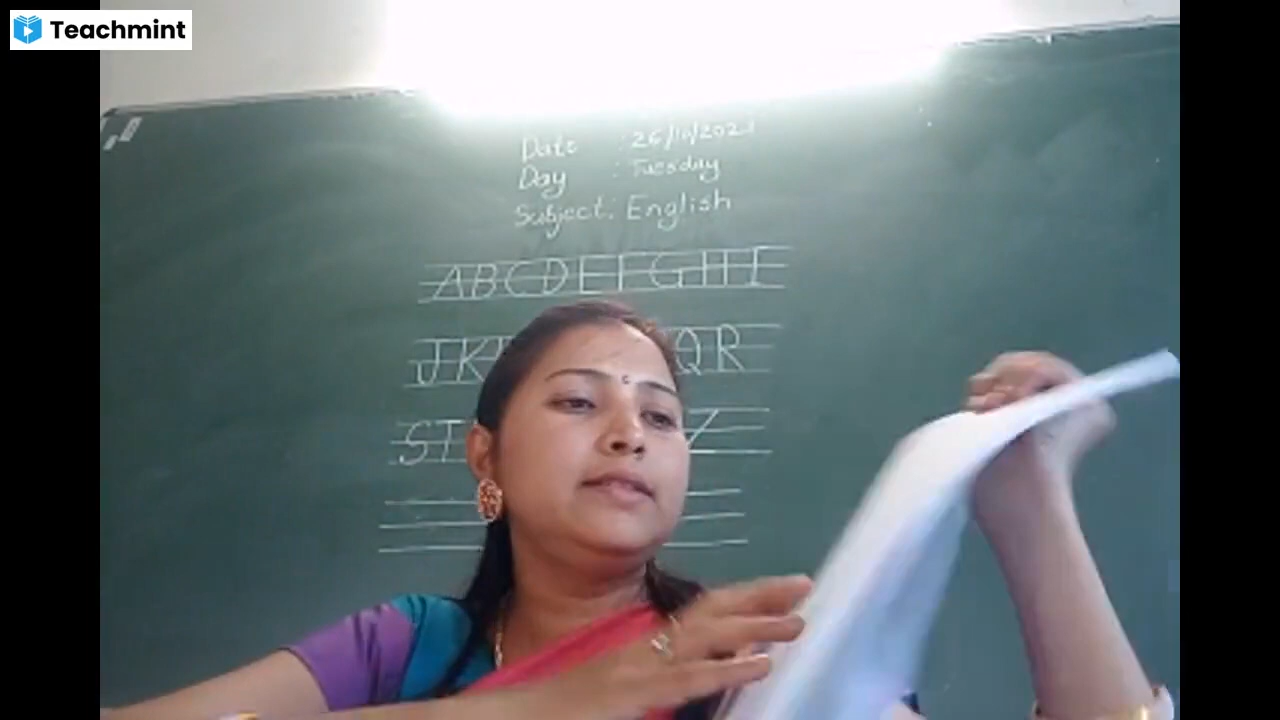 Teachmint
Date : 26/10/2021
Day : Tuesday
Subject: English
ABCDEFGHI
JK QR
ST Y